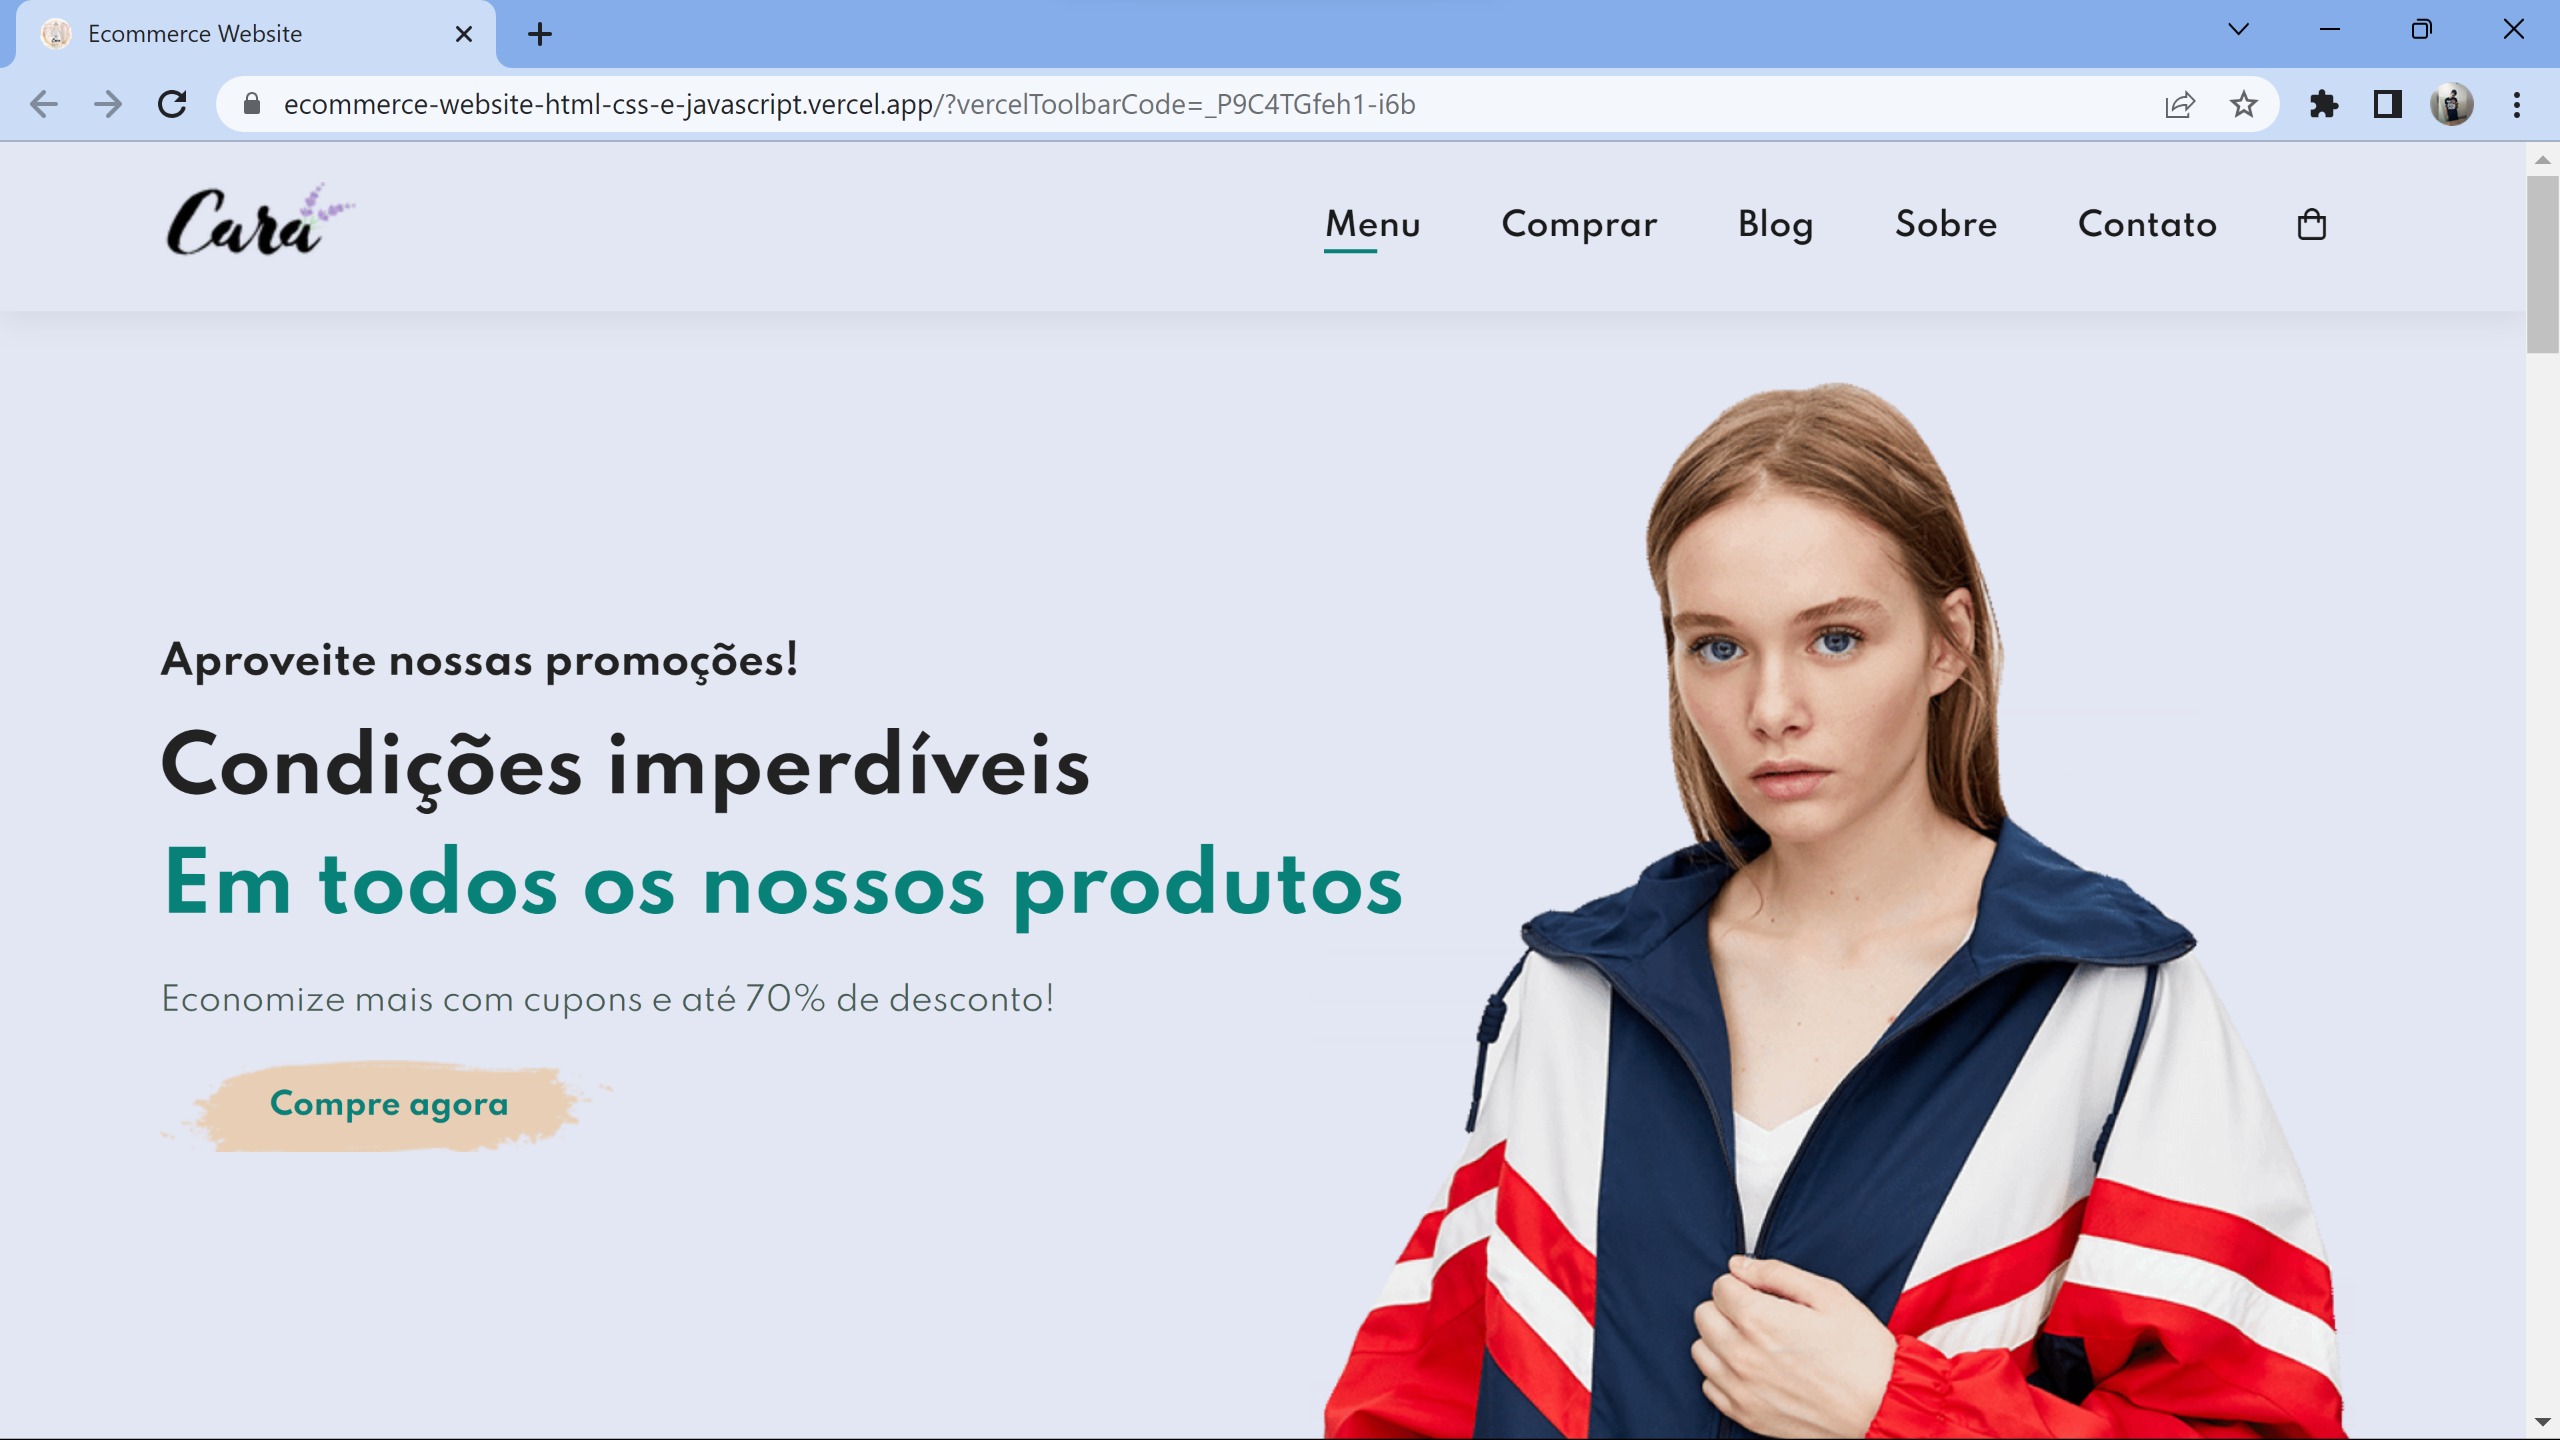 Ecommerce Website
ecommerce-website-html-css-e-javascript.vercel.app/?vercelToolbarCode=_P9C4TGfeh1-i6b
Cara
Menu Comprar Blog Sobre Contato
Aproveite nossas promoções!
Condições imperdíveis
Em todos os nossos produtos
Economize mais com cupons e até 70% de desconto!
Compre agora